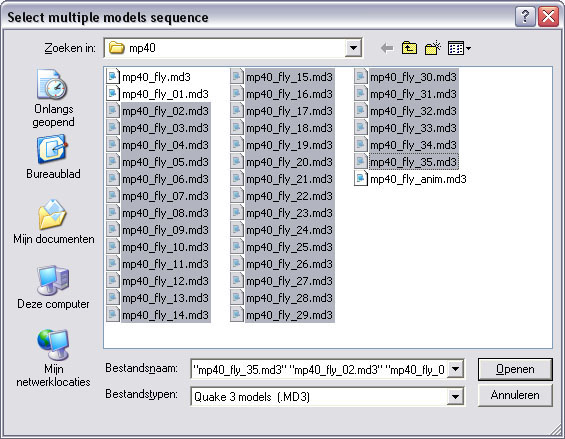 Select multiple models sequence
Zoeken in: mp40
Onlangs geopend
Bureaublad
Mijn documenten
Deze computer
Mijn netwerklocaties
mp40_fly.md3
mp40_fly_01.md3
mp40_fly_02.md3
mp40_fly_03.md3
mp40_fly_04.md3
mp40_fly_05.md3
mp40_fly_06.md3
mp40_fly_07.md3
mp40_fly_08.md3
mp40_fly_09.md3
mp40_fly_10.md3
mp40_fly_11.md3
mp40_fly_12.md3
mp40_fly_13.md3
mp40_fly_14.md3
mp40_fly_15.md3
mp40_fly_16.md3
mp40_fly_17.md3
mp40_fly_18.md3
mp40_fly_19.md3
mp40_fly_20.md3
mp40_fly_21.md3
mp40_fly_22.md3
mp40_fly_23.md3
mp40_fly_24.md3
mp40_fly_25.md3
mp40_fly_26.md3
mp40_fly_27.md3
mp40_fly_28.md3
mp40_fly_29.md3
mp40_fly_30.md3
mp40_fly_31.md3
mp40_fly_32.md3
mp40_fly_33.md3
mp40_fly_34.md3
mp40_fly_35.md3
mp40_fly_anim.md3
Bestandsnaam: "mp40_fly_35.md3" "mp40_fly_02.md3" "mp40_fly_0 Openen
Bestandstypen: Quake 3 models (.MD3) Annuleren